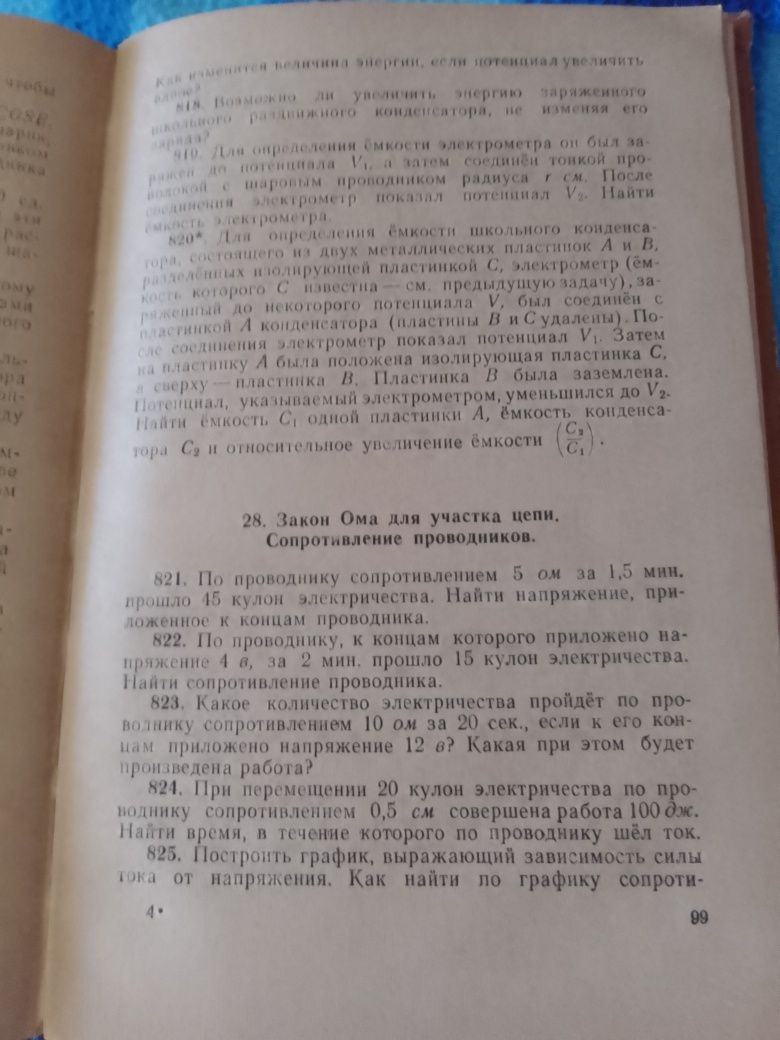 чтобы
CGSE,
Как изменится величина энергии, если потенциал увеличить
вдвое?
818. Возможно ли увеличить энергию заряженного
школьного раздвижного конденсатора, не изменяя его
заряда?
819. Для определения ёмкости электрометра он был за-
ряжен до потенциала V₁, а затем соединён тонкой про-
волокой с шаровым проводником радиуса r см. После
соединения электрометр показал потенциал V₂. Найти
ёмкость электрометра.
820*. Для определения ёмкости школьного конденса-
тора, состоящего из двух металлических пластинок A и B,
разделённых изолирующей пластинкой C, электрометр (ём-
кость которого C известна — см. предыдущую задачу), за-
ряженный до некоторого потенциала V, был соединён с
пластинкой A конденсатора (пластины B и C удалены). По-
сле соединения электрометр показал потенциал V₁. Затем
на пластинку A была положена изолирующая пластинка C,
а сверху — пластинка B. Пластинка B была заземлена.
Потенциал, указываемый электрометром, уменьшился до V₂.
Найти ёмкость C₁ одной пластинки A, ёмкость конденса-
тора C₂ и относительное увеличение ёмкости (C₂/C₁).
28. Закон Ома для участка цепи.
Сопротивление проводников.
821. По проводнику сопротивлением 5 ом за 1,5 мин.
прошло 45 кулон электричества. Найти напряжение, при-
ложенное к концам проводника.
822. По проводнику, к концам которого приложено на-
пряжение 4 в, за 2 мин. прошло 15 кулон электричества.
Найти сопротивление проводника.
823. Какое количество электричества пройдёт по про-
воднику сопротивлением 10 ом за 20 сек., если к его кон-
цам приложено напряжение 12 в? Какая при этом будет
произведена работа?
824. При перемещении 20 кулон электричества по про-
воднику сопротивлением 0,5 см совершена работа 100 дж.
Найти время, в течение которого по проводнику шёл ток.
825. Построить график, выражающий зависимость силы
тока от напряжения. Как найти по графику сопроти-
4*
99